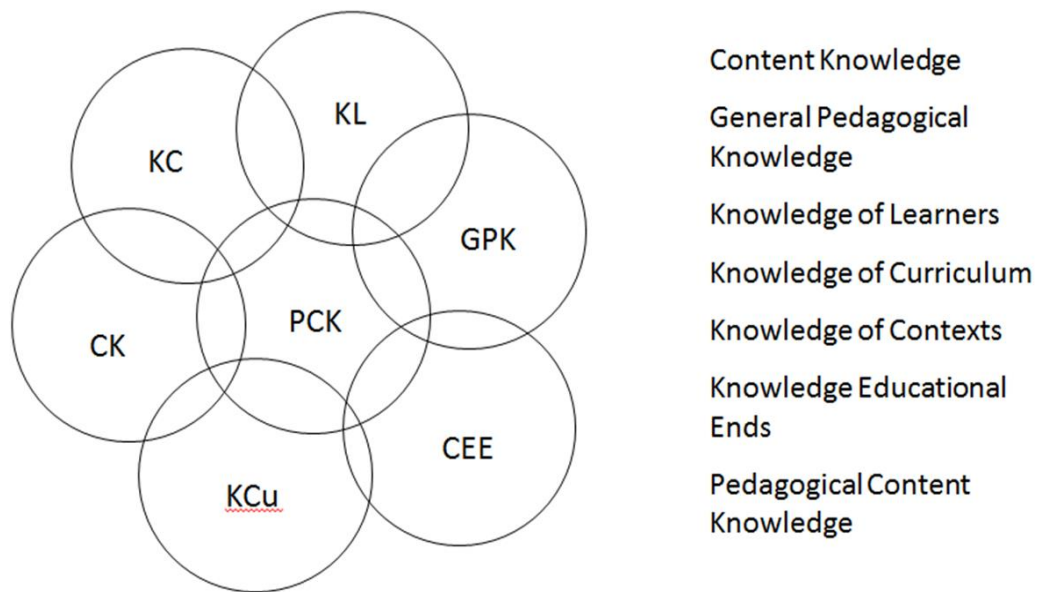 KL
KC
GPK
PCK
CK
CEE
KCu
Content Knowledge
General Pedagogical
Knowledge
Knowledge of Learners
Knowledge of Curriculum
Knowledge of Contexts
Knowledge Educational
Ends
Pedagogical Content
Knowledge